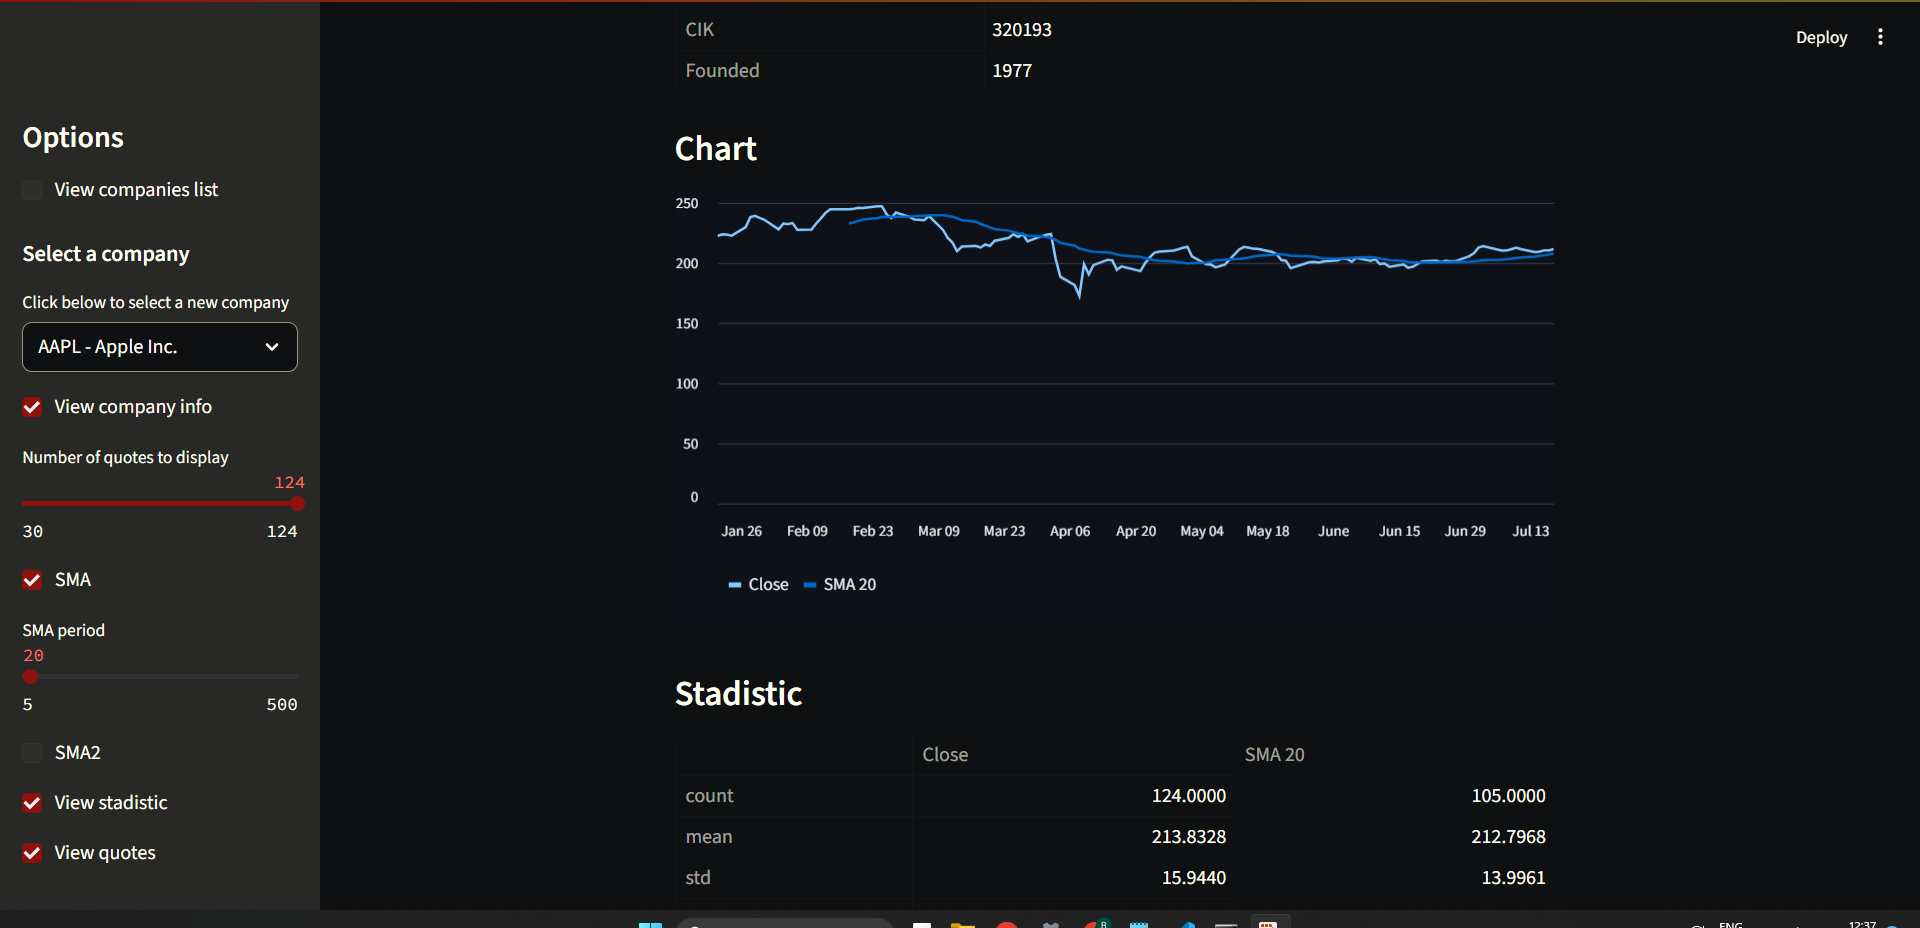 Deploy
Options
View companies list
Select a company
Click below to select a new company
AAPL - Apple Inc.
View company info
Number of quotes to display
124
30 124
SMA
SMA period
20
5 500
SMA2
View stadistic
View quotes
CIK 320193
Founded 1977
Chart
250
200
150
100
50
0
Jan 26 Feb 09 Feb 23 Mar 09 Mar 23 Apr 06 Apr 20 May 04 May 18 June Jun 15 Jun 29 Jul 13
Close SMA 20
Stadistic
Close SMA 20
count 124.0000 105.0000
mean 213.8328 212.7968
std 15.9440 13.9961
R
ENG
12:37